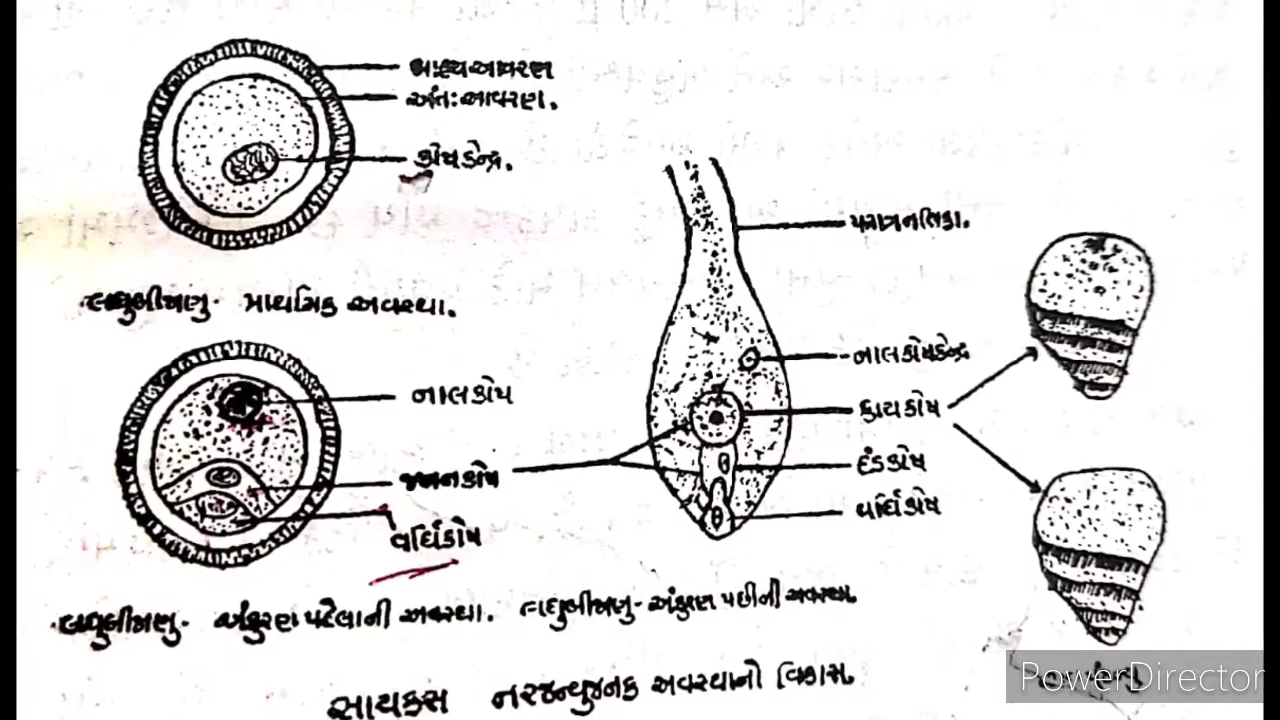 બાહ્યઆવરણ
અંતઃઆવરણ.
કોષકેન્દ્ર.
લઘુબીજાણુ- પ્રાથમિક અવસ્થા.
પરાગનલિકા.
નાલકોષકેન્દ્ર
કાયકોષ
દંડકોષ
વર્ધિકોષ
નાલકોષ
જનનકોષ
વર્ધિકોષ
લઘુબીજાણુ- અંકુરણ પહેલાની અવસ્થા.
લઘુબીજાણુ- અંકુરણ પછીની અવસ્થા.
સાયકસ નરજન્યુજનક અવસ્થાનો વિકાસ.
PowerDirector